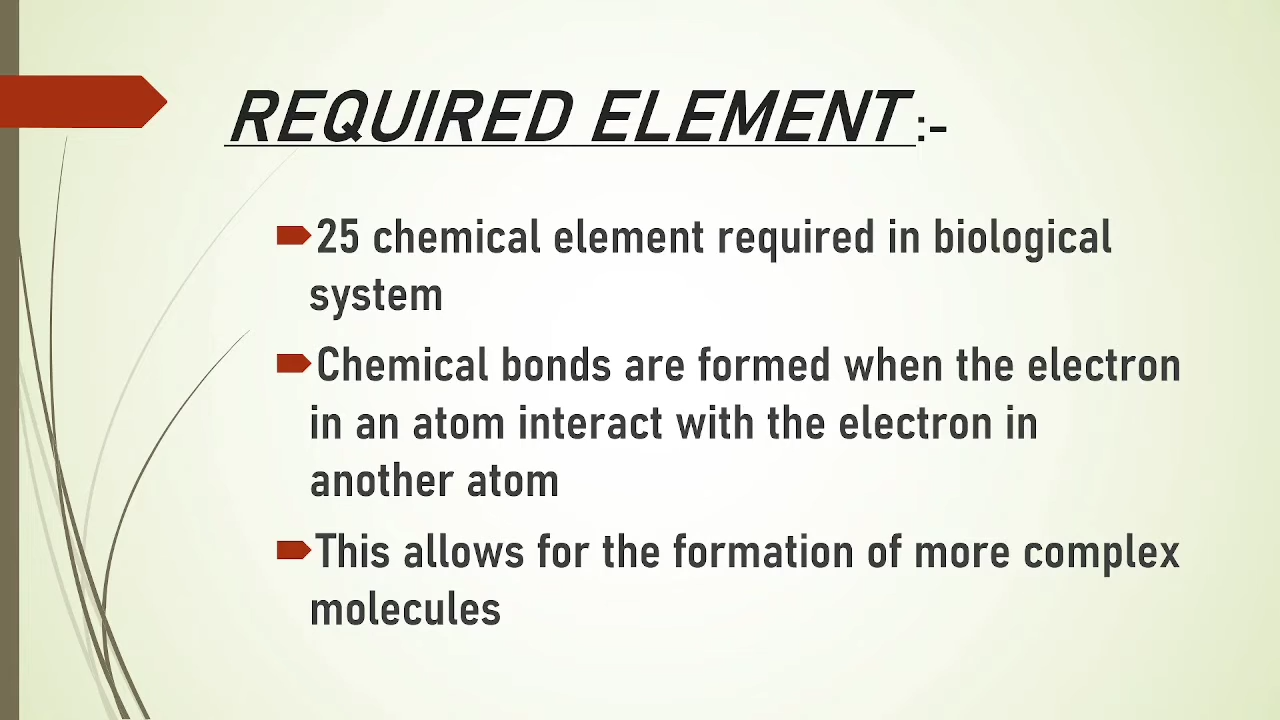 REQUIRED ELEMENT :-
25 chemical element required in biological
system
Chemical bonds are formed when the electron
in an atom interact with the electron in
another atom
This allows for the formation of more complex
molecules